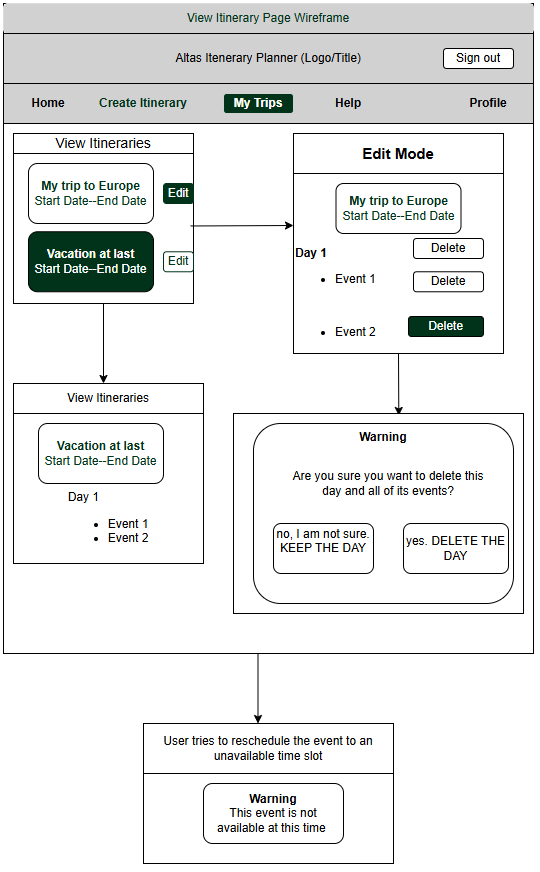 View Itinerary Page Wireframe
Altas Itenerary Planner (Logo/Title)
Sign out
Home
Create Itinerary
My Trips
Help
Profile
View Itineraries
My trip to Europe
Start Date--End Date
Edit
Vacation at last
Start Date--End Date
Edit
Edit Mode
My trip to Europe
Start Date--End Date
Day 1
Delete
Event 1
Delete
Event 2
Delete
View Itineraries
Vacation at last
Start Date--End Date
Day 1
Event 1
Event 2
Warning
Are you sure you want to delete this
day and all of its events?
no, I am not sure.
KEEP THE DAY
yes. DELETE THE
DAY
User tries to reschedule the event to an
unavailable time slot
Warning
This event is not
available at this time